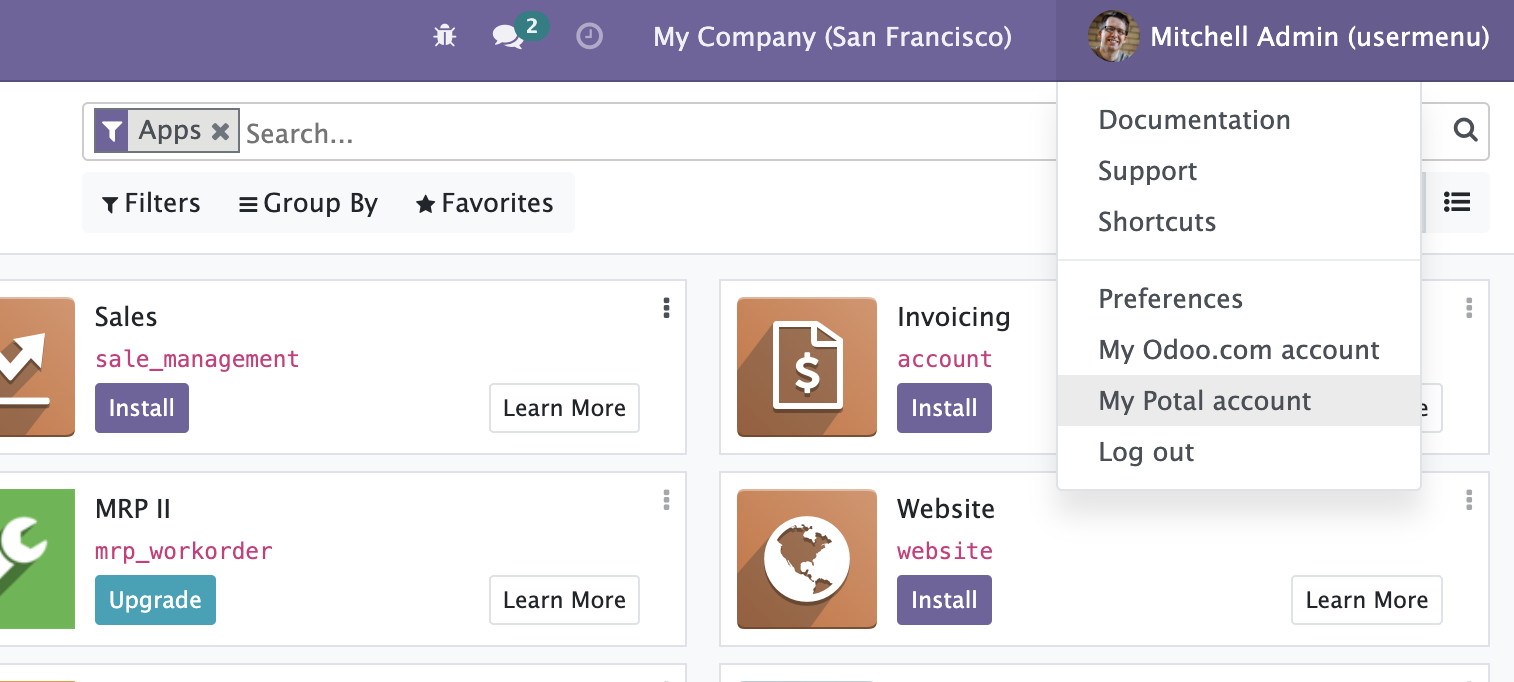 2
My Company (San Francisco)
Mitchell Admin (usermenu)
Apps
Search...
Filters
Group By
Favorites
Documentation
Support
Shortcuts
Preferences
My Odoo.com account
My Potal account
Log out
Sales
sale_management
Install
Learn More
Invoicing
account
Install
MRP II
mrp_workorder
Upgrade
Learn More
Website
website
Install
Learn More